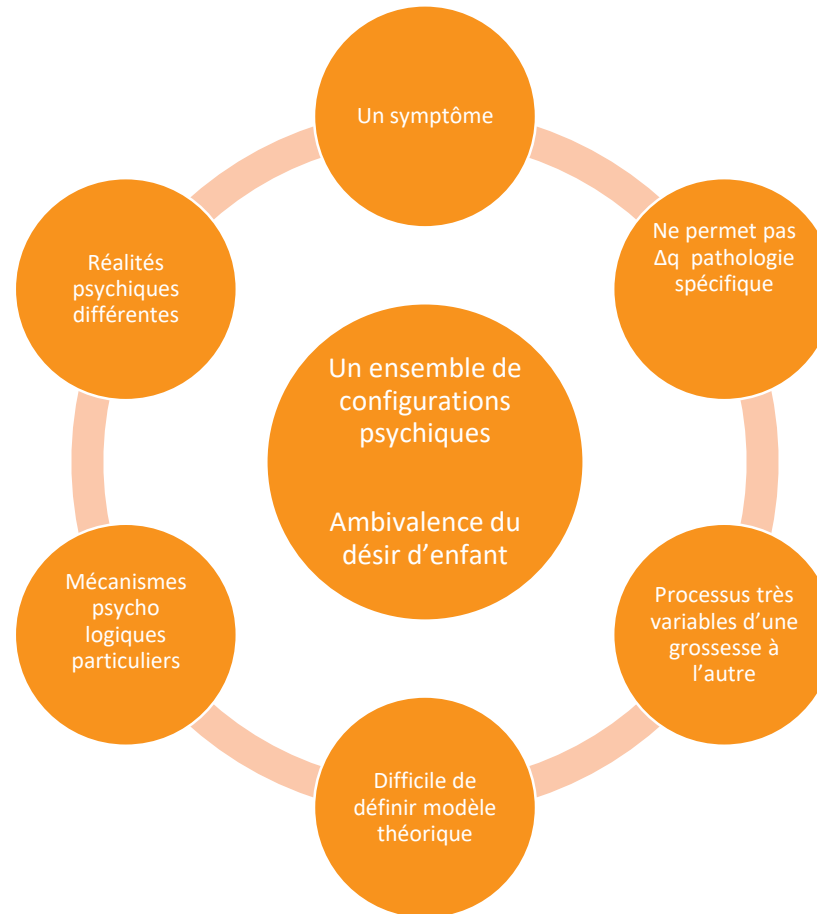 Un symptôme
Ne permet pas
Δq pathologie
spécifique
Processus très
variables d’une
grossesse à
l’autre
Difficile de
définir modèle
théorique
Mécanismes
psycho
logiques
particuliers
Réalités
psychiques
différentes
Un ensemble de
configurations
psychiques
Ambivalence du
désir d’enfant